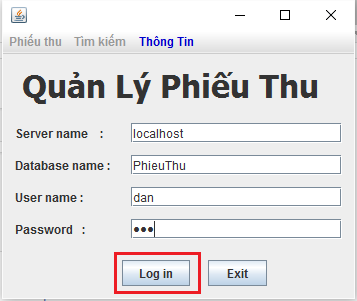 Phiếu thu Tìm kiếm Thông Tin
Quản Lý Phiếu Thu
Server name : localhost
Database name : PhieuThu
User name : dan
Password : •••
Log in Exit